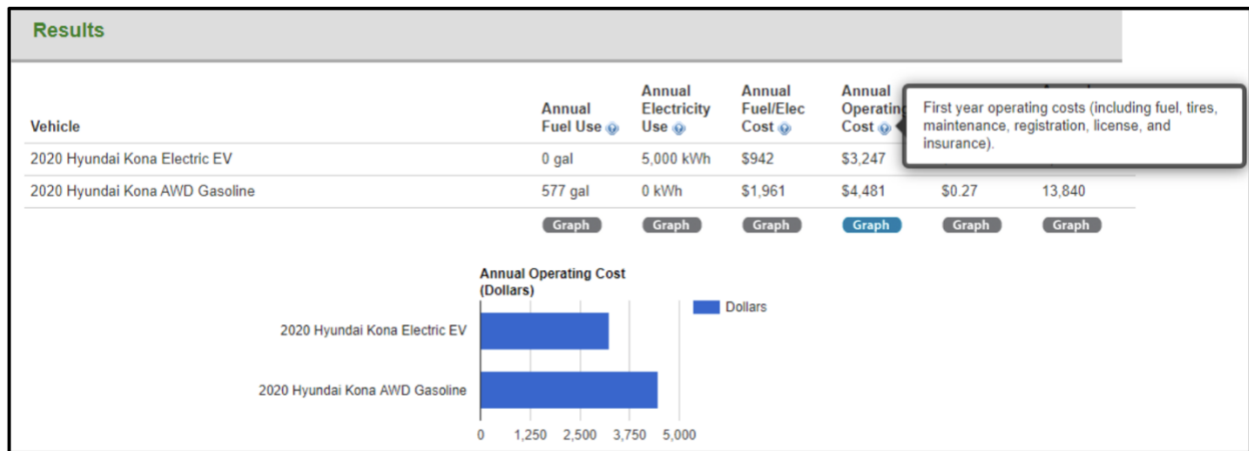 Results
Vehicle
Annual
Fuel Use
Annual
Electricity
Use
Annual
Fuel/Elec
Cost
Annual
Operating
Cost
First year operating costs (including fuel, tires,
maintenance, registration, license, and
insurance).
2020 Hyundai Kona Electric EV 0 gal 5,000 kWh $942 $3,247
2020 Hyundai Kona AWD Gasoline 577 gal 0 kWh $1,961 $4,481 $0.27 13,840
Graph Graph Graph Graph Graph Graph
Annual Operating Cost
(Dollars)
Dollars
2020 Hyundai Kona Electric EV
2020 Hyundai Kona AWD Gasoline
0 1,250 2,500 3,750 5,000